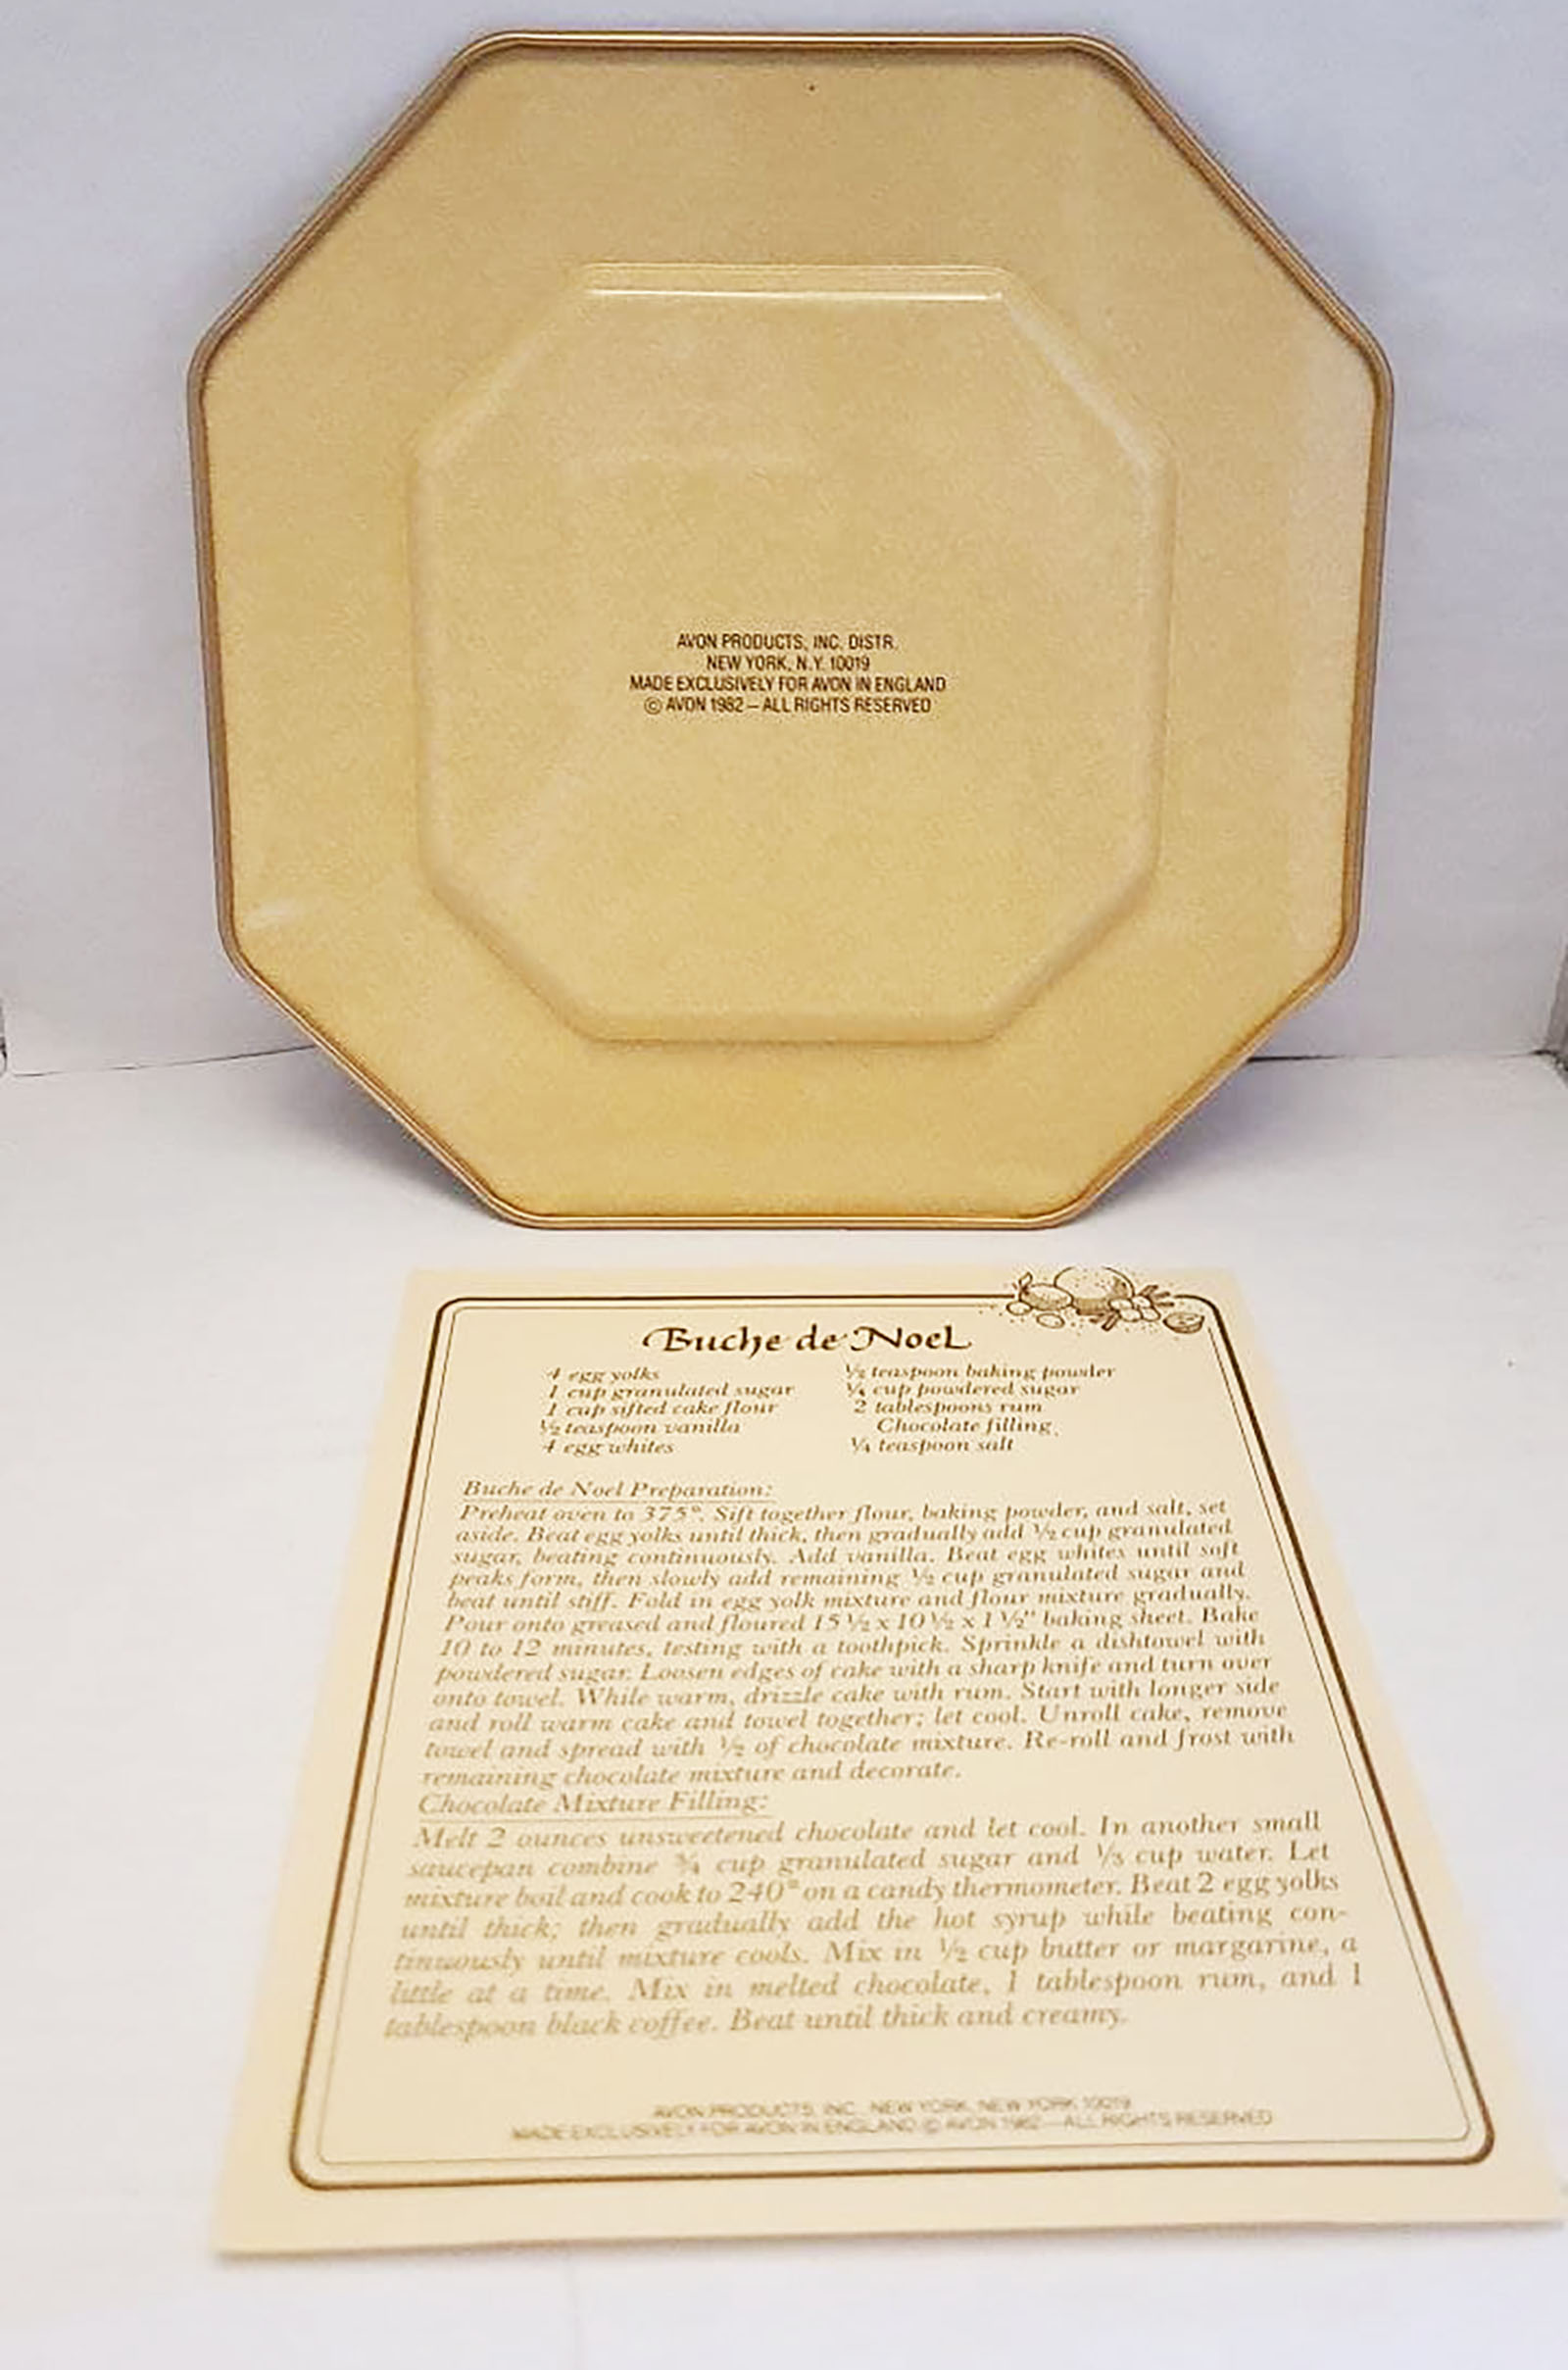 AVON PRODUCTS, INC. DISTR.
NEW YORK, N.Y. 10019
MADE EXCLUSIVELY FOR AVON IN ENGLAND
© AVON 1982 – ALL RIGHTS RESERVED
Buche de Noel
4 egg yolks
1 cup granulated sugar
1 cup sifted cake flour
½ teaspoon vanilla
4 egg whites
½ teaspoon baking powder
¼ cup powdered sugar
2 tablespoons rum
Chocolate filling
¼ teaspoon salt
Buche de Noel Preparation:
Preheat oven to 375°. Sift together flour, baking powder, and salt, set
aside. Beat egg yolks until thick, then gradually add ½ cup granulated
sugar, beating continuously. Add vanilla. Beat egg whites until soft
peaks form, then slowly add remaining ½ cup granulated sugar and
beat until stiff. Fold in egg yolk mixture and flour mixture gradually.
Pour onto greased and floured 15 ½ x 10 ½ x 1 ½" baking sheet. Bake
10 to 12 minutes, testing with a toothpick. Sprinkle a dishtowel with
powdered sugar. Loosen edges of cake with a sharp knife and turn over
onto towel. While warm, drizzle cake with rum. Start with longer side
and roll warm cake and towel together; let cool. Unroll cake, remove
towel and spread with ½ of chocolate mixture. Re-roll and frost with
remaining chocolate mixture and decorate.
Chocolate Mixture Filling:
Melt 2 ounces unsweetened chocolate and let cool. In another small
saucepan combine ¾ cup granulated sugar and ⅓ cup water. Let
mixture boil and cook to 240° on a candy thermometer. Beat 2 egg yolks
until thick; then gradually add the hot syrup while beating con-
tinuously until mixture cools. Mix in ½ cup butter or margarine, a
little at a time. Mix in melted chocolate, 1 tablespoon rum, and 1
tablespoon black coffee. Beat until thick and creamy.
AVON PRODUCTS, INC. NEW YORK, NEW YORK 10019
MADE EXCLUSIVELY FOR AVON IN ENGLAND © AVON 1982 — ALL RIGHTS RESERVED